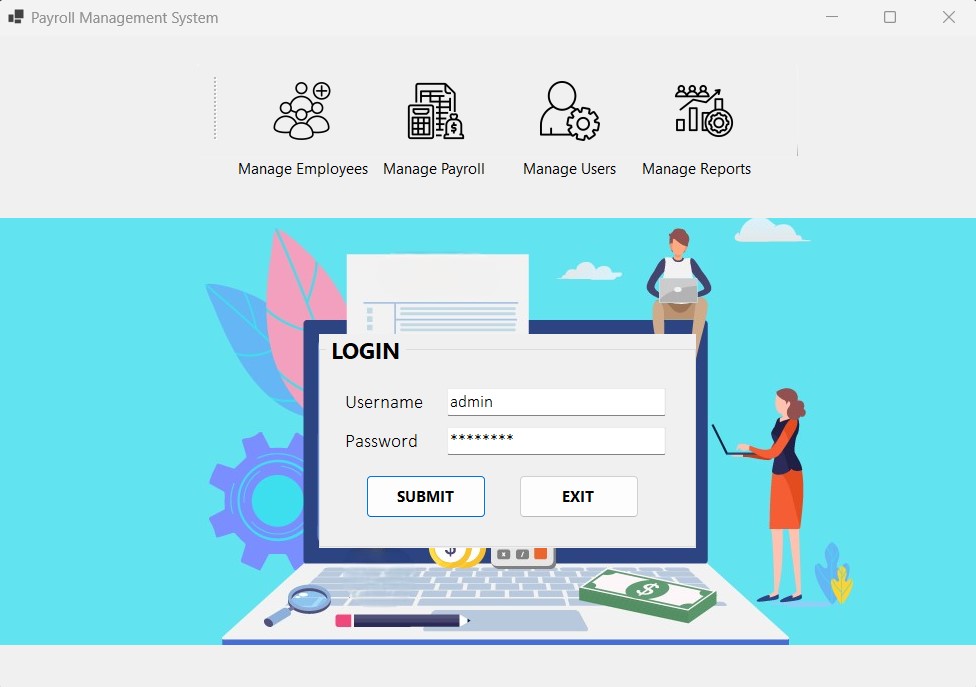 Payroll Management System
Manage Employees Manage Payroll Manage Users Manage Reports
LOGIN
Username admin
Password ********
SUBMIT EXIT
$
× /
$